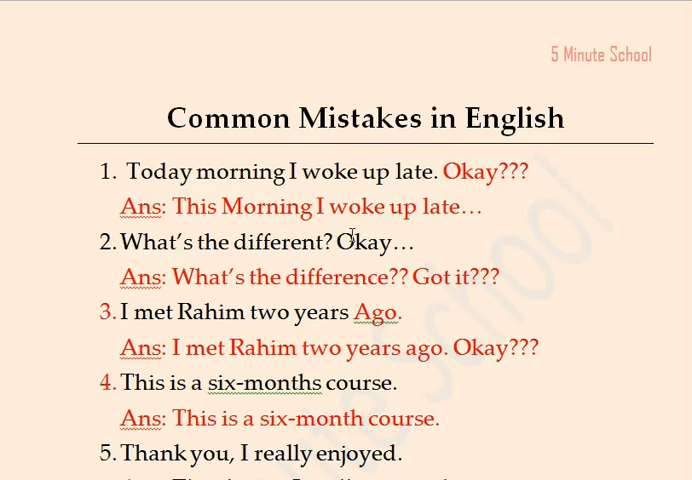 5 Minute School
Common Mistakes in English
1. Today morning I woke up late. Okay???
Ans: This Morning I woke up late…
2. What's the different? Okay…
Ans: What's the difference?? Got it???
3. I met Rahim two years Ago.
Ans: I met Rahim two years ago. Okay???
4. This is a six-months course.
Ans: This is a six-month course.
5. Thank you, I really enjoyed.